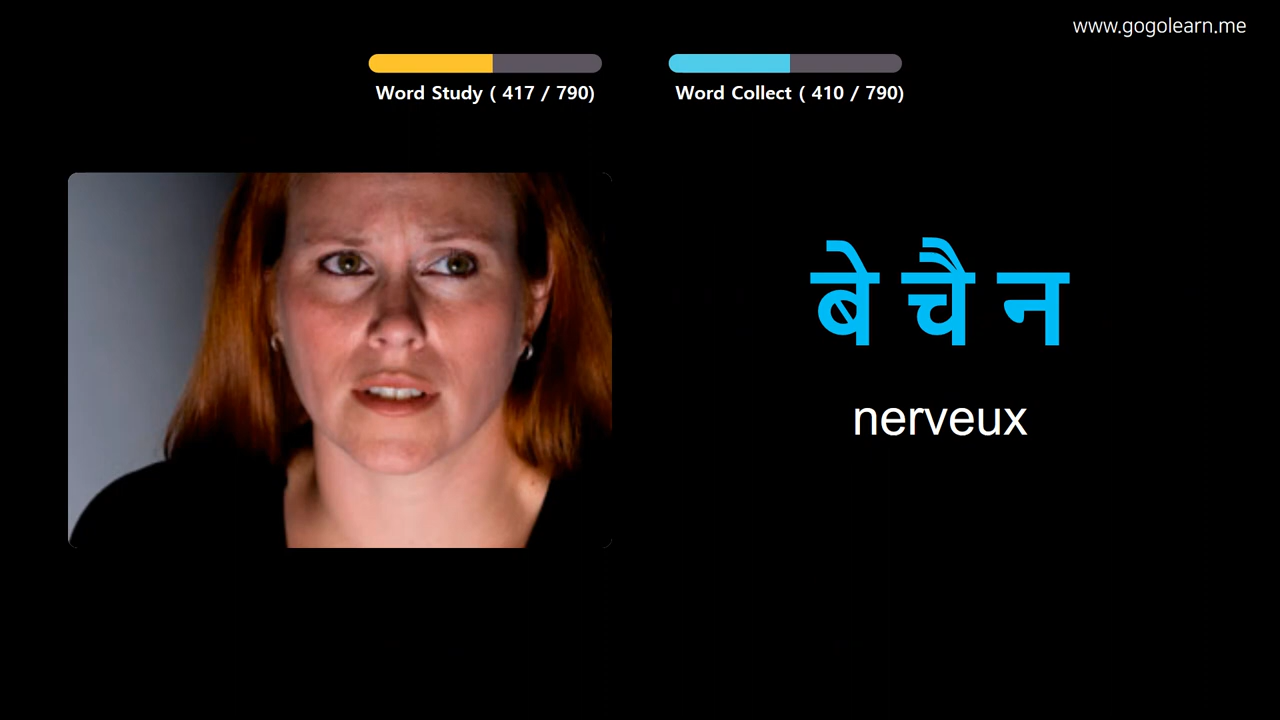 www.gogolearn.me
Word Study ( 417 / 790)
Word Collect ( 410 / 790)
बे चै न
nerveux